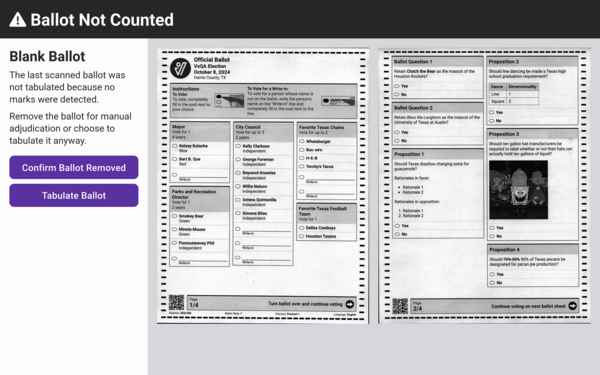 Ballot Not Counted
Blank Ballot
The last scanned ballot was
not tabulated because no
marks were detected.
Remove the ballot for manual
adjudication or choose to
tabulate it anyway.
Confirm Ballot Removed
Tabulate Ballot
Official Ballot
VxQA Election
October 8, 2024
Harris County, TX
Instructions
To Vote:
To vote, completely
fill in the oval next to
your choice.
To Vote for a Write-in:
To vote for a person whose name is
not on the ballot, write the person's
name on the "Write-in" line and
completely fill in the oval next to the
line.
Mayor
Vote for 1
4 years
Kelsey Kolache
Blue
Bart B. Que
Red
Write-in
Parks and Recreation
Director
Vote for 1
2 years
Smokey Bear
Green
Minnie Mouse
Green
Punxsutawney Phil
Independent
Write-in
City Council
Vote for up to 3
2 years
Kelly Clarkson
Independent
George Foreman
Independent
Beyoncé Knowles
Independent
Willie Nelson
Independent
Selena Quintanilla
Independent
Simone Biles
Independent
Write-in
Write-in
Write-in
Favorite Texas Chains
Vote for up to 2
Whataburger
Buc-ee's
H-E-B
Torchy's Tacos
Write-in
Write-in
Favorite Texas Football
Team
Vote for 1
Dallas Cowboys
Houston Texans
Page
1/4
Turn ballot over and continue voting
Language: English
Ballot Question 1
Retain Clutch the Bear as the mascot of the
Houston Rockets?
Yes
No
Ballot Question 2
Retain Bevo the Longhorn as the mascot of the
University of Texas at Austin?
Yes
No
Proposition 1
Should Texas disallow charging extra for
guacamole?
Rationales in favor:
• Rationale 1
• Rationale 2
Rationales in opposition
1. Rationale 1
2. Rationale 2
Yes
No
Proposition 2
Should line dancing be made a Texas high
school graduation requirement?
Dance Dimensionality
Line 1
Square 2
Yes
No
Proposition 3
Should ten gallon hat manufacturers be
required to label whether or not their hats can
actually hold ten gallons of liquid?
Yes
No
Proposition 4
Should 90% of Texas pecans be
designated for pecan pie production?
Yes
No
Page
2/4
Continue voting on next ballot sheet